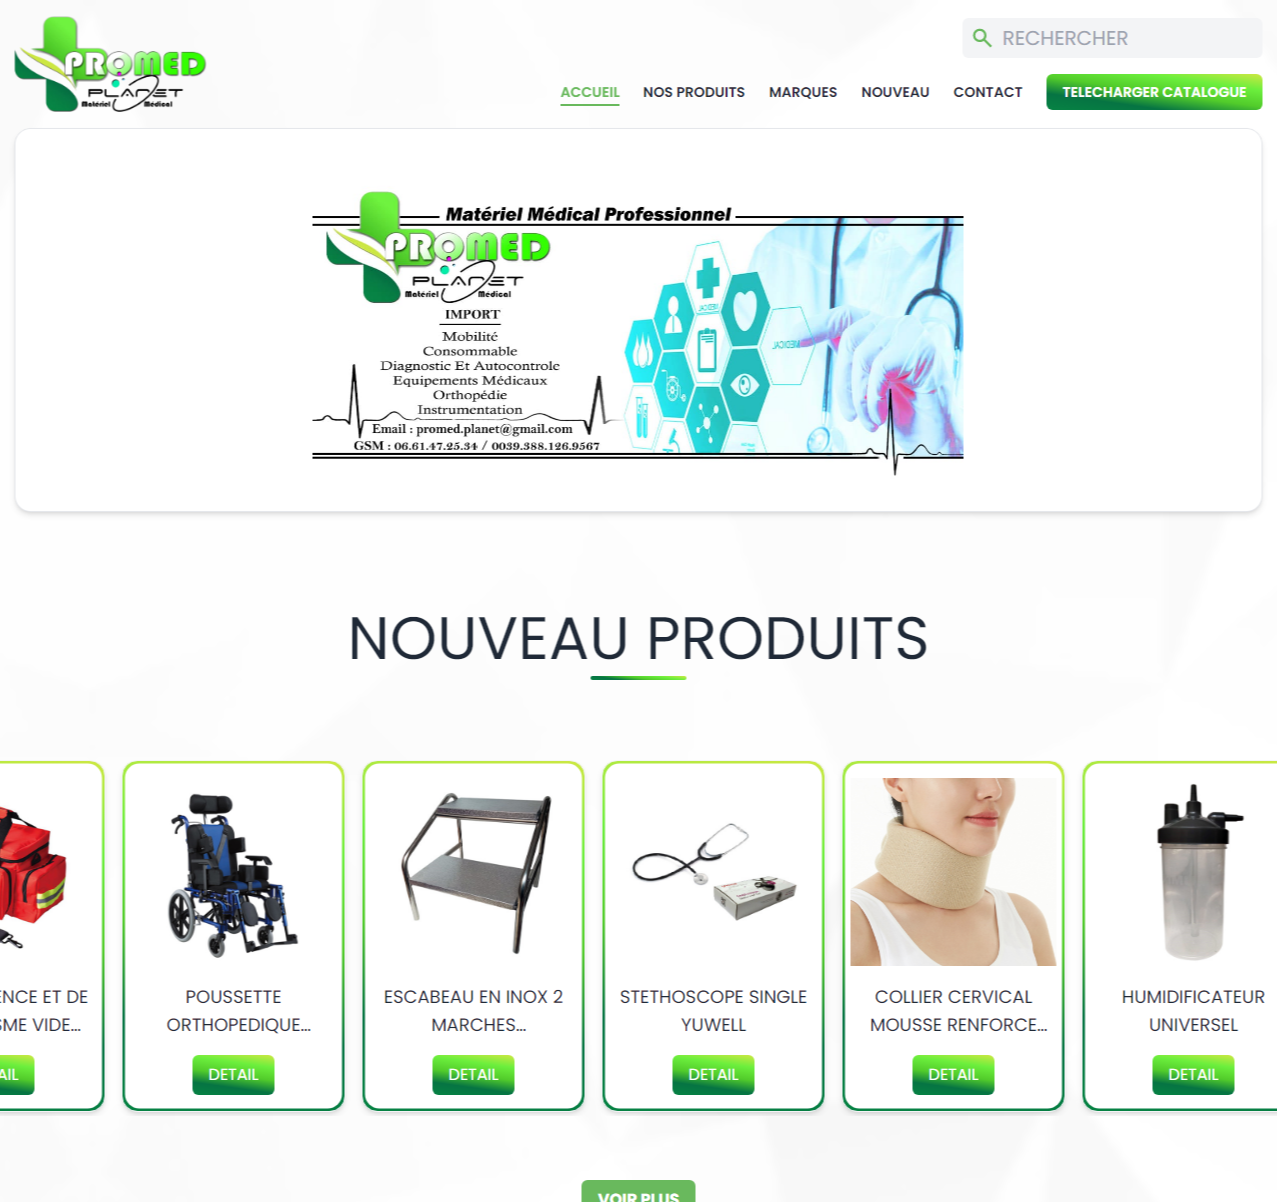 PROMED
PLANET
Matériel Médical
RECHERCHER
ACCUEIL NOS PRODUITS MARQUES NOUVEAU CONTACT TELECHARGER CATALOGUE
Matériel Médical Professionnel
PROMED
PLANET
Matériel Médical
IMPORT
Mobilité
Consommable
Diagnostic Et Autocontrole
Equipements Médicaux
Orthopédie
Instrumentation
Email : promed.planet@gmail.com
GSM : 06.61.47.25.34 / 0039.388.126.9567
MEDICAL
MEDICAL
NOUVEAU PRODUITS
ENCE ET DE
SME VIDE...
AIL
POUSSETTE
ORTHOPEDIQUE...
DETAIL
ESCABEAU EN INOX 2
MARCHES...
DETAIL
STETHOSCOPE SINGLE
YUWELL
DETAIL
COLLIER CERVICAL
MOUSSE RENFORCE...
DETAIL
HUMIDIFICATEUR
UNIVERSEL
DETAIL
VOIR PLUS